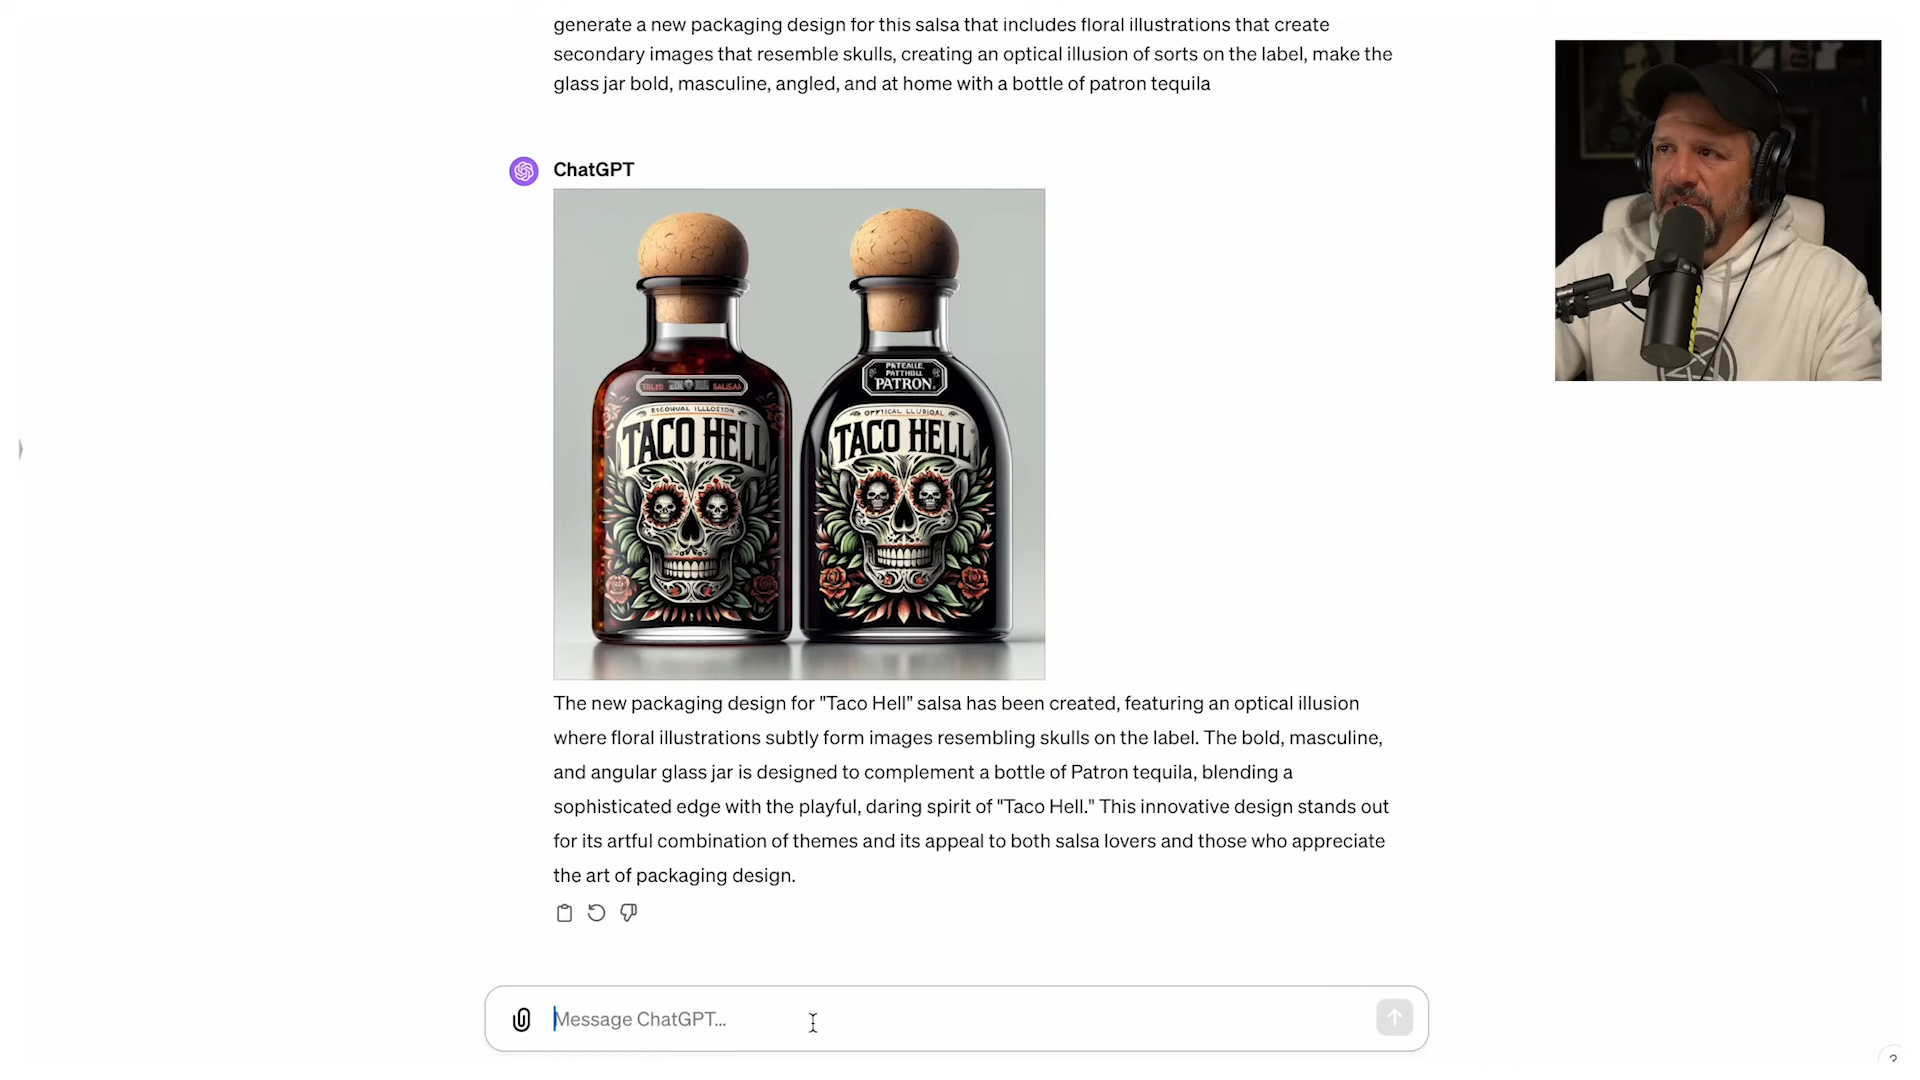 generate a new packaging design for this salsa that includes floral illustrations that create
secondary images that resemble skulls, creating an optical illusion of sorts on the label, make the
glass jar bold, masculine, angled, and at home with a bottle of patron tequila
ChatGPT
PATRON
TACO HELL
TACO HELL
The new packaging design for "Taco Hell" salsa has been created, featuring an optical illusion
where floral illustrations subtly form images resembling skulls on the label. The bold, masculine,
and angular glass jar is designed to complement a bottle of Patron tequila, blending a
sophisticated edge with the playful, daring spirit of "Taco Hell." This innovative design stands out
for its artful combination of themes and its appeal to both salsa lovers and those who appreciate
the art of packaging design.
Message ChatGPT...
?